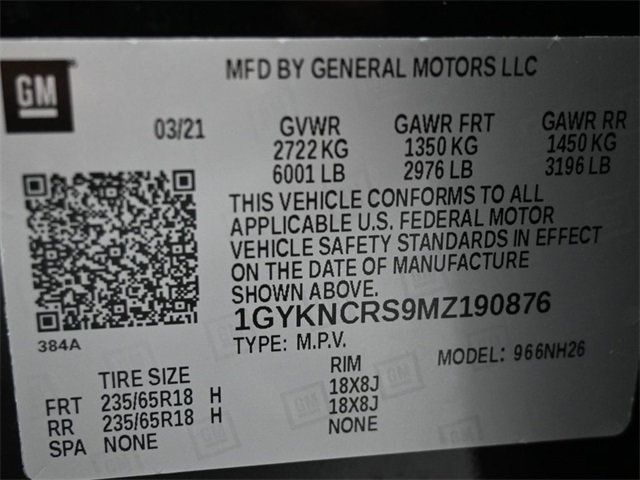 GM
MFD BY GENERAL MOTORS LLC
03/21 GVWR GAWR FRT GAWR RR
2722 KG 1350 KG 1450 KG
6001 LB 2976 LB 3196 LB
THIS VEHICLE CONFORMS TO ALL
APPLICABLE U.S. FEDERAL MOTOR
VEHICLE SAFETY STANDARDS IN EFFECT
ON THE DATE OF MANUFACTURE
SHOWN ABOVE.
1GYKNCRS9MZ190876
384A
TYPE: M.P.V. MODEL: 966NH26
TIRE SIZE RIM
FRT 235/65R18 H 18X8J
RR 235/65R18 H 18X8J
SPA NONE NONE